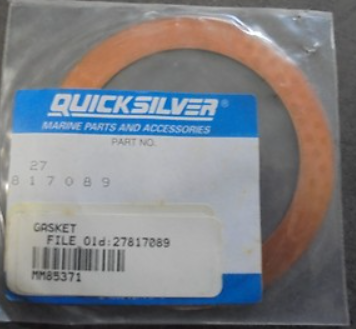 QUICKSILVER®
MARINE PARTS AND ACCESSORIES
PART NO.
27
817089
GASKET
FILE Old:27817089
MM85371